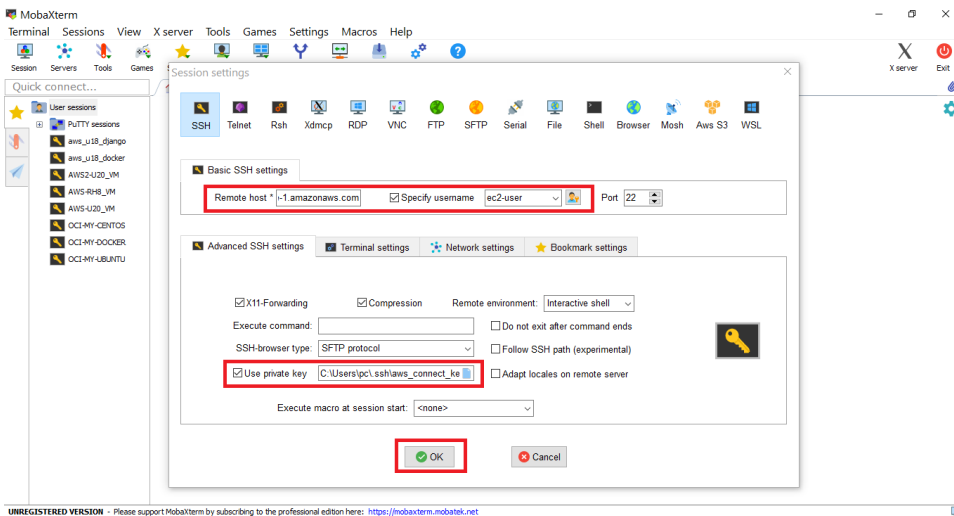 MobaXterm
Terminal Sessions View X server Tools Games Settings Macros Help
Session Servers Tools Games X server Exit
Quick connect...
Session settings
SSH Telnet Rsh Xdmcp RDP VNC FTP SFTP Serial File Shell Browser Mosh Aws S3 WSL
User sessions
PuTTY sessions
aws_u18_django
aws_u18_docker
AWS2-U20_VM
AWS-RH8_VM
AWS-U20_VM
OCI-MY-CENTOS
OCI-MY-DOCKER
OCI-MY-UBUNTU
Basic SSH settings
Remote host * -1.amazonaws.com Specify username ec2-user Port 22
Advanced SSH settings Terminal settings Network settings Bookmark settings
X11-Forwarding Compression Remote environment: Interactive shell
Execute command: Do not exit after command ends
SSH-browser type: SFTP protocol Follow SSH path (experimental)
Use private key C:\Users\pc\.ssh\aws_connect_ke Adapt locales on remote server
Execute macro at session start: <none>
OK Cancel
UNREGISTERED VERSION - Please support MobaXterm by subscribing to the professional edition here: https://mobaxterm.mobatek.net